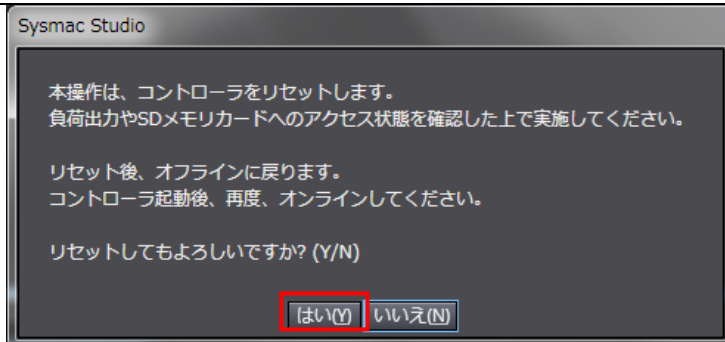 Sysmac Studio
本操作は、コントローラをリセットします。
負荷出力やSDメモリカードへのアクセス状態を確認した上で実施してください。
リセット後、オフラインに戻ります。
コントローラ起動後、再度、オンラインしてください。
リセットしてもよろしいですか? (Y/N)
はい(Y) いいえ(N)